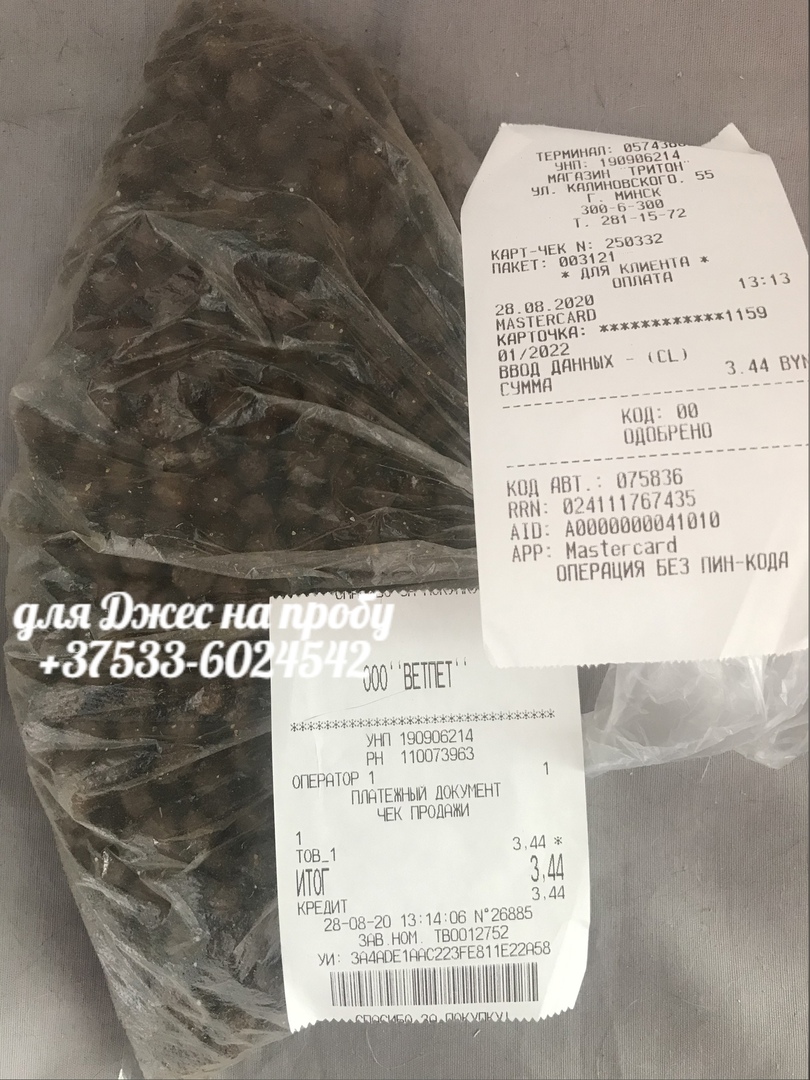 ТЕРМИНАЛ:
УНП: 190906214
МАГАЗИН "ТРИТОН"
УЛ. КАЛИНОВСКОГО. 55
Г. МИНСК
300-6-300
Т. 281-15-72
КАРТ-ЧЕК N: 250332
ПАКЕТ: 003121
* ДЛЯ КЛИЕНТА *
ОПЛАТА
28.08.2020 13:13
MASTERCARD
КАРТОЧКА: ************1159
01/2022
ВВОД ДАННЫХ - (CL)
СУММА 3.44 BYN
КОД: 00
ОДОБРЕНО
КОД АВТ.: 075836
RRN: 024111767435
AID: A0000000041010
APP: Mastercard
ОПЕРАЦИЯ БЕЗ ПИН-КОДА
для Джес на пробу
+37533-6024542
ООО ''ВЕТПЕТ''
********************************
УНП 190906214
РН 110073963
ОПЕРАТОР 1 1
ПЛАТЕЖНЫЙ ДОКУМЕНТ
ЧЕК ПРОДАЖИ
1
ТОВ_1 3,44 *
ИТОГ 3,44
КРЕДИТ 3.44
28-08-20 13:14:06 N°26885
ЗАВ.НОМ. ТВ0012752
УИ: 3A4ADE1AAC223FE811E22A58
СПАСИБО ЗА ПОКУПКУ!